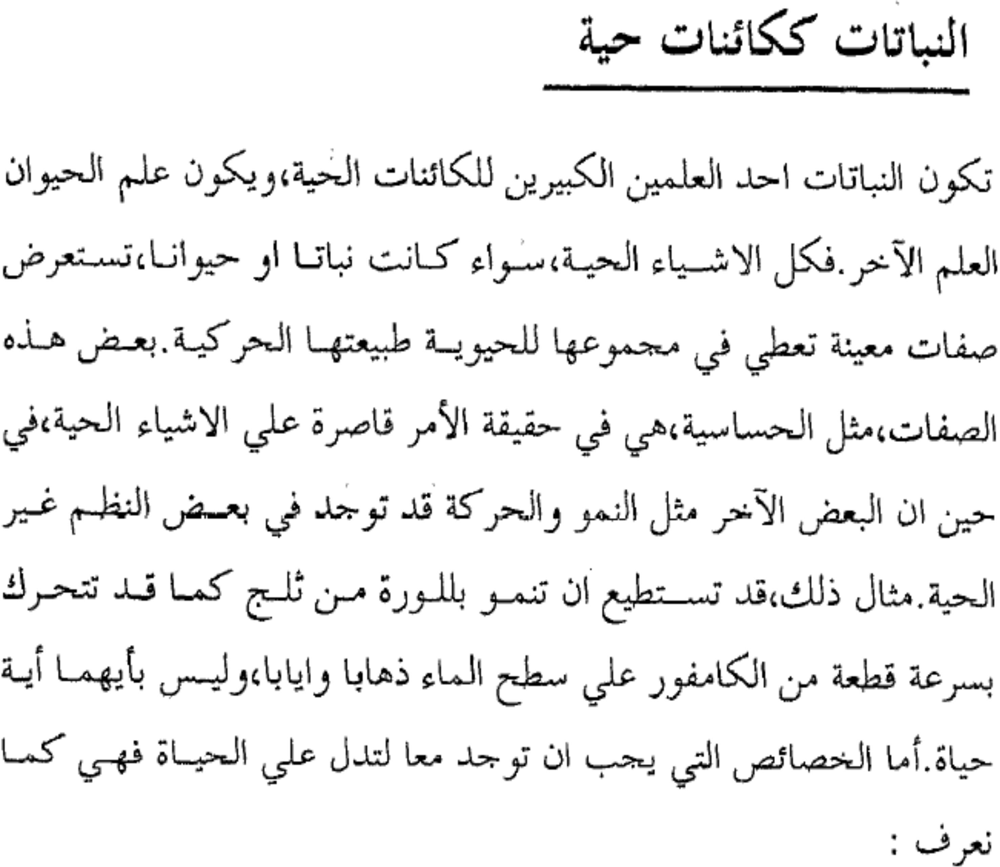 النباتات ككائنات حية
تكون النباتات احد العلمين الكبيرين للكائنات الحية،ويكون علم الحيوان
العلم الآخر.فكل الاشياء الحية،سواء كانت نباتا او حيوانا،تستعرض
صفات معينة تعطي في مجموعها للحيوية طبيعتها الحركية.بعض هذه
الصفات،مثل الحساسية،هي في حقيقة الأمر قاصرة علي الاشياء الحية،في
حين ان البعض الآخر مثل النمو والحركة قد توجد في بعض النظم غير
الحية.مثال ذلك،قد تستطيع ان تنمو بللورة من ثلج كما قد تتحرك
بسرعة قطعة من الكامفور علي سطح الماء ذهابا وايابا،وليس بأيهما أية
حياة.أما الخصائص التي يجب ان توجد معا لتدل علي الحياة فهي كما
نعرف :